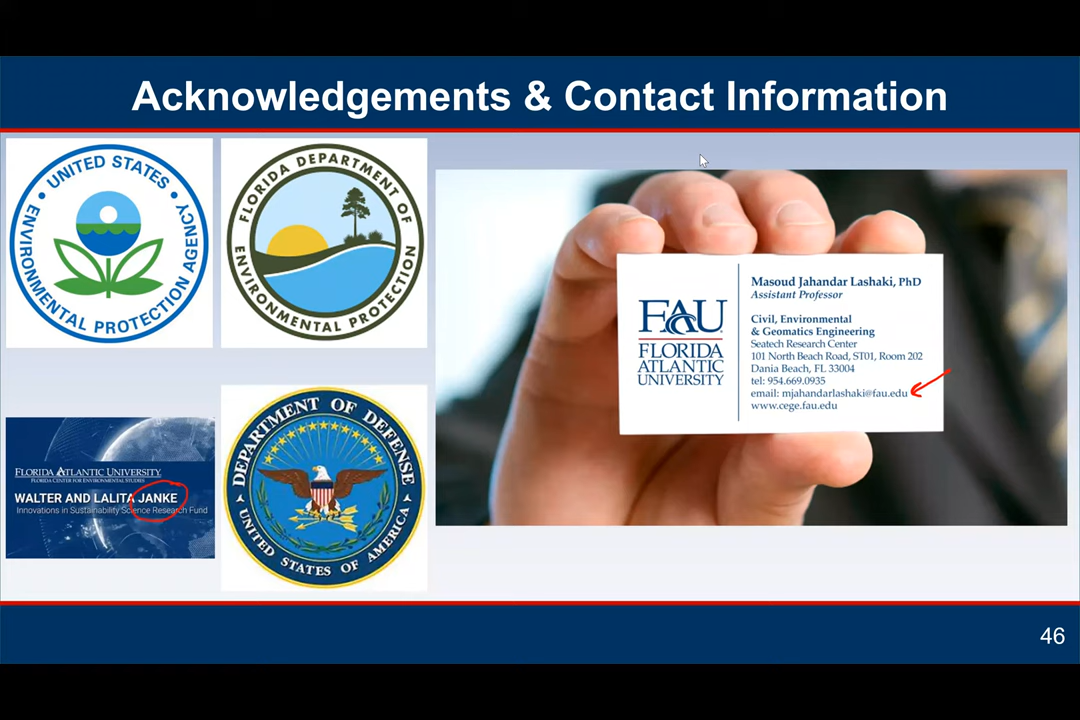 Acknowledgements & Contact Information
UNITED STATES
ENVIRONMENTAL PROTECTION AGENCY
FLORIDA DEPARTMENT OF
ENVIRONMENTAL PROTECTION
FLORIDA ATLANTIC UNIVERSITY
FLORIDA CENTER FOR ENVIRONMENTAL STUDIES
WALTER AND LALITA JANKE
Innovations in Sustainability Science Research Fund
DEPARTMENT OF DEFENSE
UNITED STATES OF AMERICA
FAU
FLORIDA
ATLANTIC
UNIVERSITY
Masoud Jahandar Lashaki, PhD
Assistant Professor
Civil, Environmental
& Geomatics Engineering
Seatech Research Center
101 North Beach Road, ST01, Room 202
Dania Beach, FL 33004
tel: 954.669.0935
email: mjahandarlashaki@fau.edu
www.cege.fau.edu
46